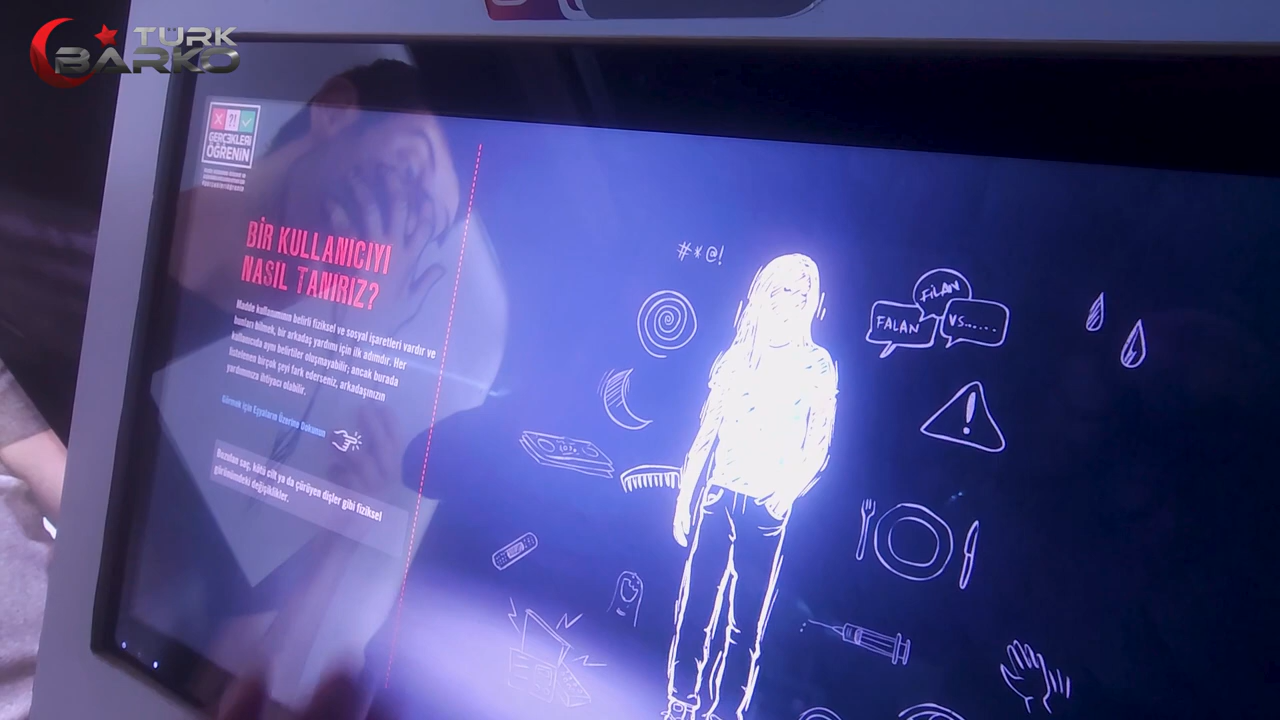 TÜRK
BARKO
?!
GERÇEKLERİ
ÖĞRENİN
BİR KULLANICIYI
NASIL TANIRIZ?
Madde kullanımının belirli fiziksel ve sosyal işaretleri vardır ve
bunları bilmek, bir arkadaş yardımı için ilk adımdır. Her
kullanıcıda aynı belirtiler oluşmayabilir; ancak burada
listelenen birçok şeyi fark ederseniz, arkadaşınızın
yardımınıza ihtiyacı olabilir.
Görmek İçin Eşyaların Üzerine Dokunun
Bozulan saç, kötü cilt ya da çürüyen dişler gibi fiziksel
görünümdeki değişiklikler.
#*@!
FİLAN
FALAN
VS......